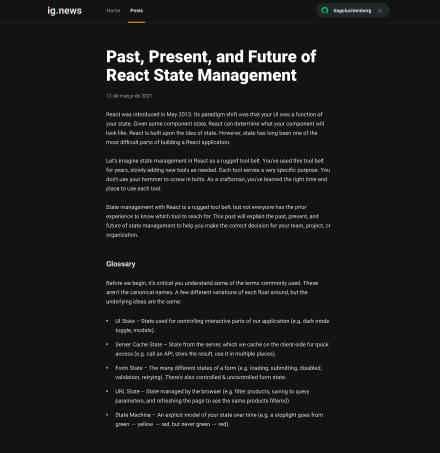 ig.news
Home
Posts
tiagoluchtenberg
Past, Present, and Future of
React State Management
12 de março de 2021
React was introduced in May 2013. Its paradigm shift was that your UI was a function of
your state. Given some component state, React can determine what your component will
look like. React is built upon the idea of state. However, state has long been one of the
most difficult parts of building a React application.
Let's imagine state management in React as a rugged tool belt. You've used this tool belt
for years, slowly adding new tools as needed. Each tool serves a very specific purpose. You
don't use your hammer to screw in bolts. As a craftsman, you've learned the right time and
place to use each tool.
State management with React is a rugged tool belt, but not everyone has the prior
experience to know which tool to reach for. This post will explain the past, present, and
future of state management to help you make the correct decision for your team, project, or
organization.
Glossary
Before we begin, it's critical you understand some of the terms commonly used. These
aren't the canonical names. A few different variations of each float around, but the
underlying ideas are the same:
• UI State – State used for controlling interactive parts of our application (e.g. dark mode
toggle, modals).
• Server Cache State – State from the server, which we cache on the client-side for quick
access (e.g. call an API, store the result, use it in multiple places).
• Form State – The many different states of a form (e.g. loading, submitting, disabled,
validation, retrying). There's also controlled & uncontrolled form state.
• URL State – State managed by the browser (e.g. filter products, saving to query
parameters, and refreshing the page to see the same products filtered)
• State Machine – An explicit model of your state over time (e.g. a stoplight goes from
green → yellow → red, but never green → red).